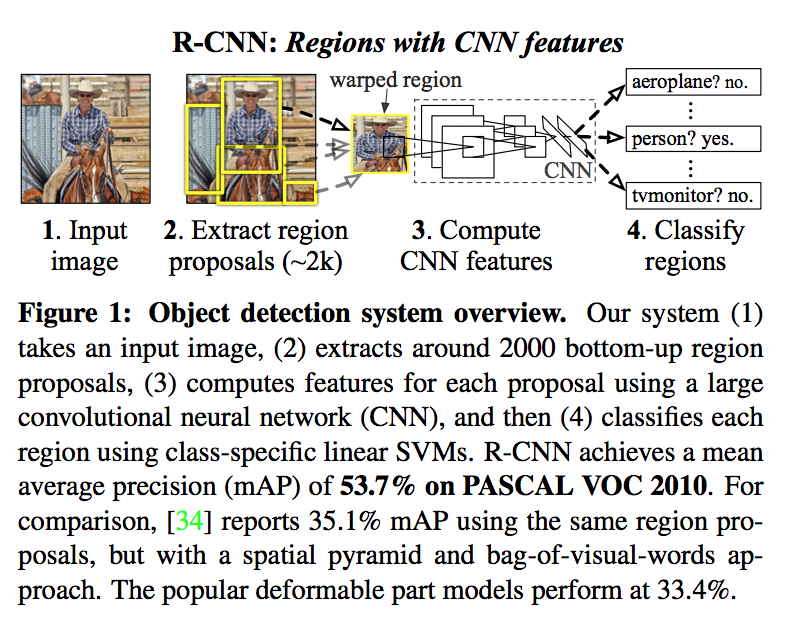 R-CNN: Regions with CNN features
warped region
aeroplane? no.
⋮
person? yes.
⋮
tvmonitor? no.
CNN
1. Input
image
2. Extract region
proposals (~2k)
3. Compute
CNN features
4. Classify
regions
Figure 1: Object detection system overview. Our system (1)
takes an input image, (2) extracts around 2000 bottom-up region
proposals, (3) computes features for each proposal using a large
convolutional neural network (CNN), and then (4) classifies each
region using class-specific linear SVMs. R-CNN achieves a mean
average precision (mAP) of 53.7% on PASCAL VOC 2010. For
comparison, [34] reports 35.1% mAP using the same region pro-
posals, but with a spatial pyramid and bag-of-visual-words ap-
proach. The popular deformable part models perform at 33.4%.